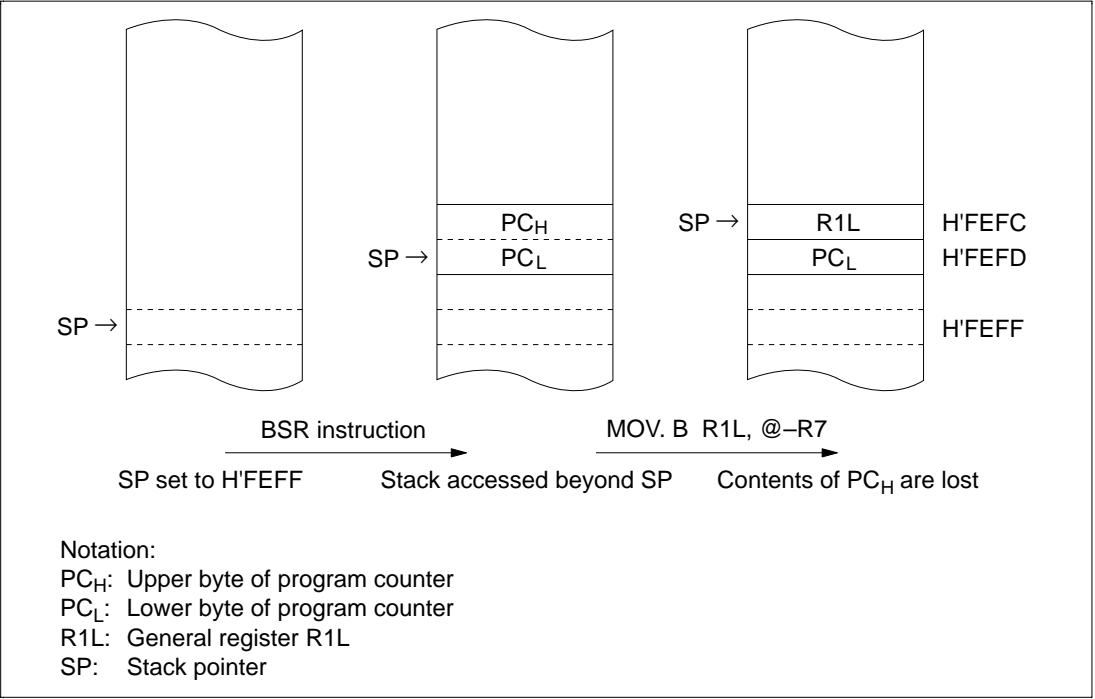 PCH
SP → R1L H'FEFC
SP → PCL PCL H'FEFD
SP → H'FEFF
BSR instruction MOV. B R1L, @–R7
SP set to H'FEFF Stack accessed beyond SP Contents of PCH are lost
Notation:
PCH: Upper byte of program counter
PCL: Lower byte of program counter
R1L: General register R1L
SP: Stack pointer